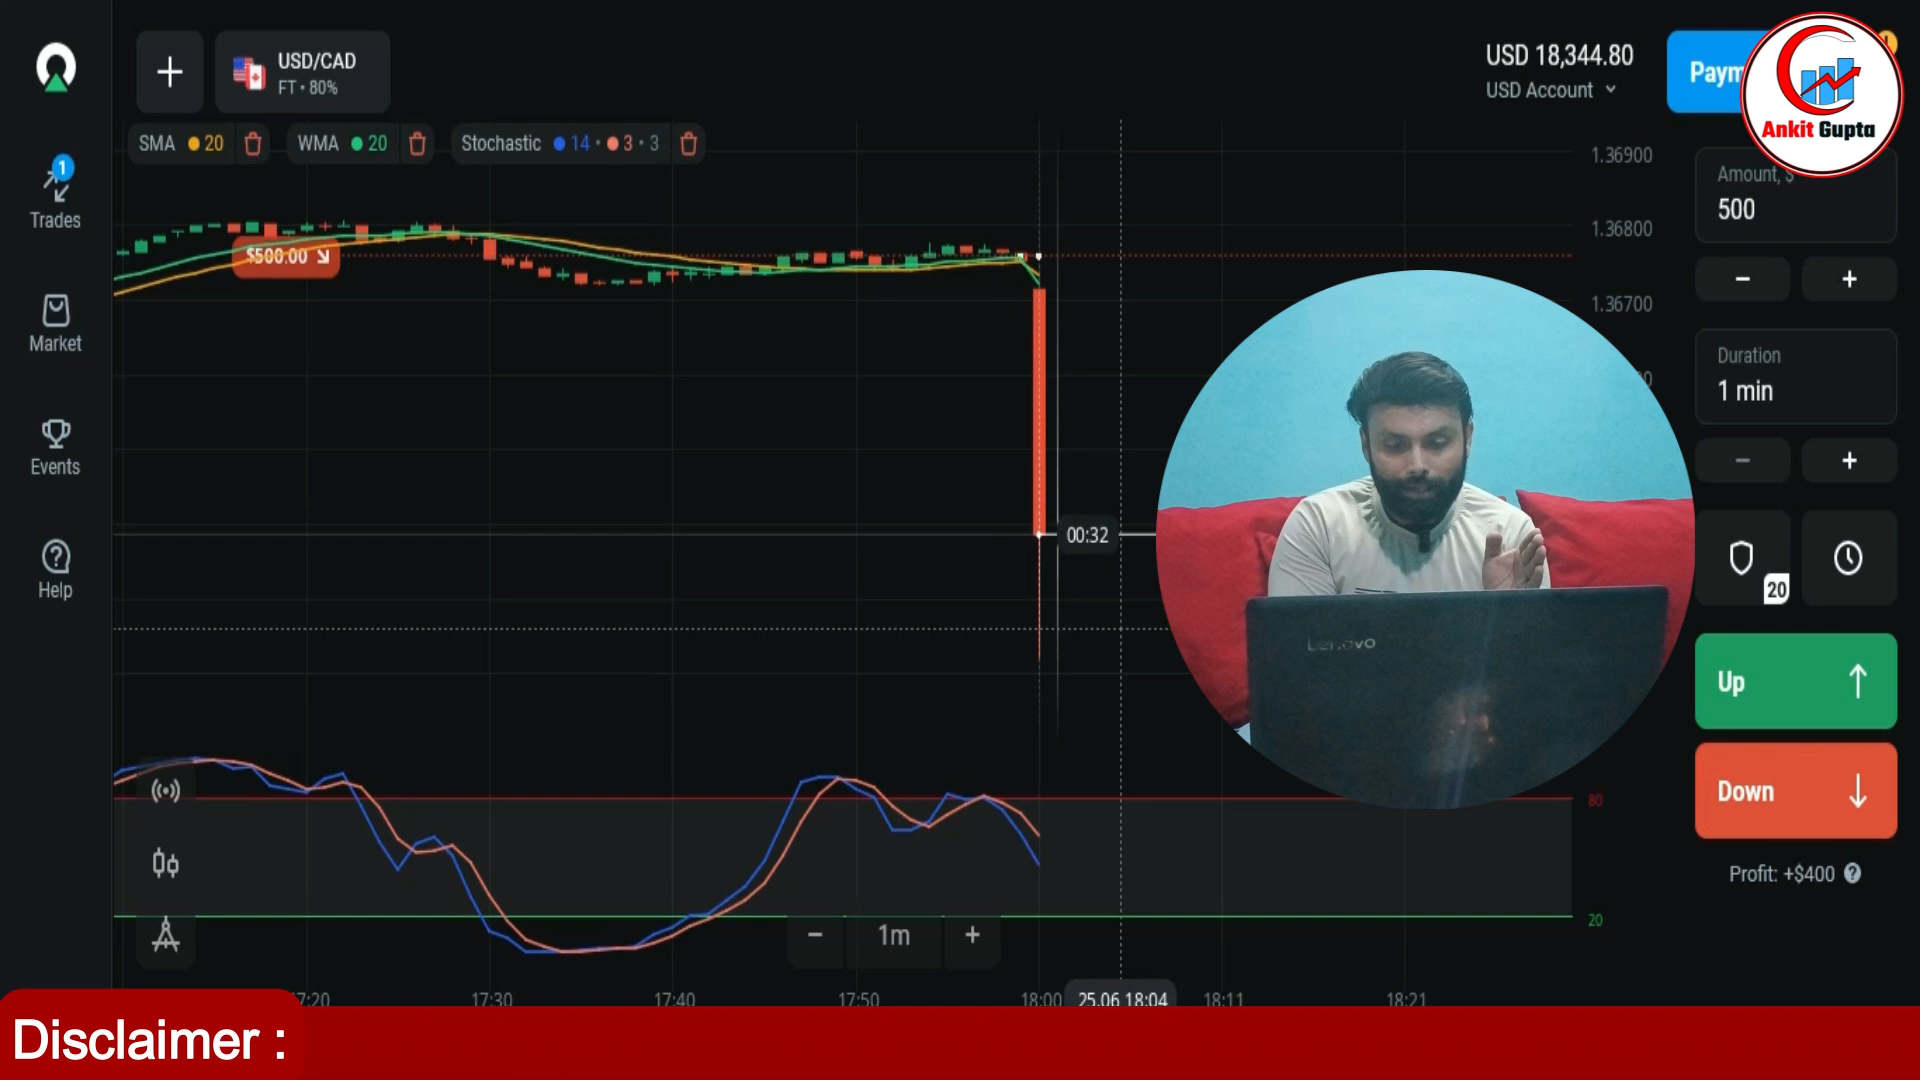 USD/CAD
FT • 80%
USD 18,344.80
USD Account
Ankit Gupta
SMA 20
WMA 20
Stochastic 14 • 3 • 3
1.36900
1.36800
1.36700
1
Trades
Market
Events
Help
$500.00
Amount, $
500
Duration
1 min
20
Up
Down
Profit: +$400
00:32
Lenovo
80
20
1m
17:30
17:40
17:50
18:00
25.06 18:04
18:11
18:21
Disclaimer :